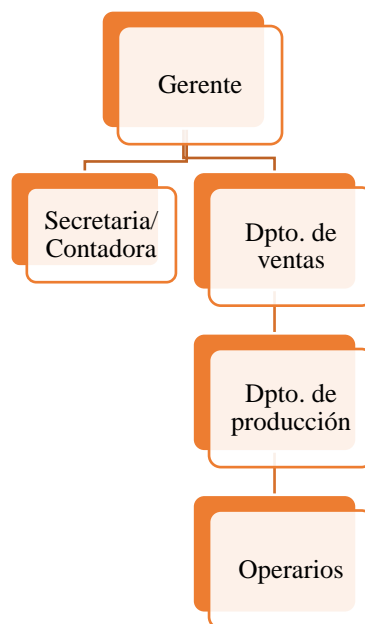 Gerente
Secretaria/
Contadora
Dpto. de
ventas
Dpto. de
producción
Operarios